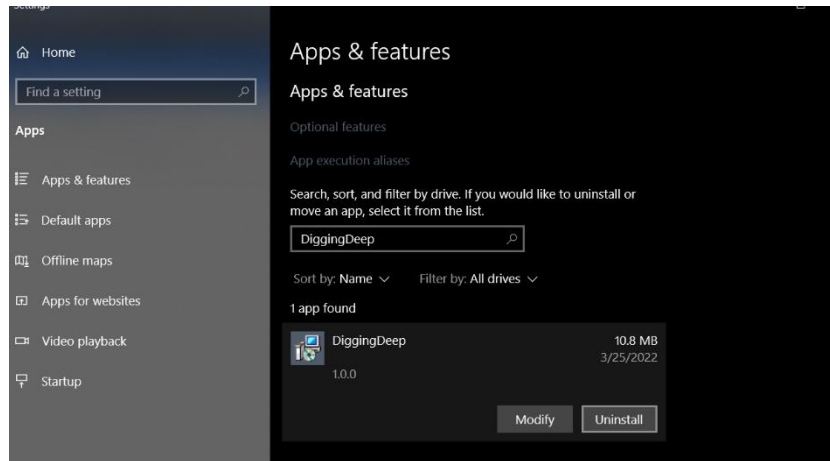 Settings
Home
Find a setting
Apps
Apps & features
Default apps
Offline maps
Apps for websites
Video playback
Startup
Apps & features
Apps & features
Optional features
App execution aliases
Search, sort, and filter by drive. If you would like to uninstall or
move an app, select it from the list.
DiggingDeep
Sort by: Name Filter by: All drives
1 app found
DiggingDeep 10.8 MB
3/25/2022
1.0.0
Modify Uninstall